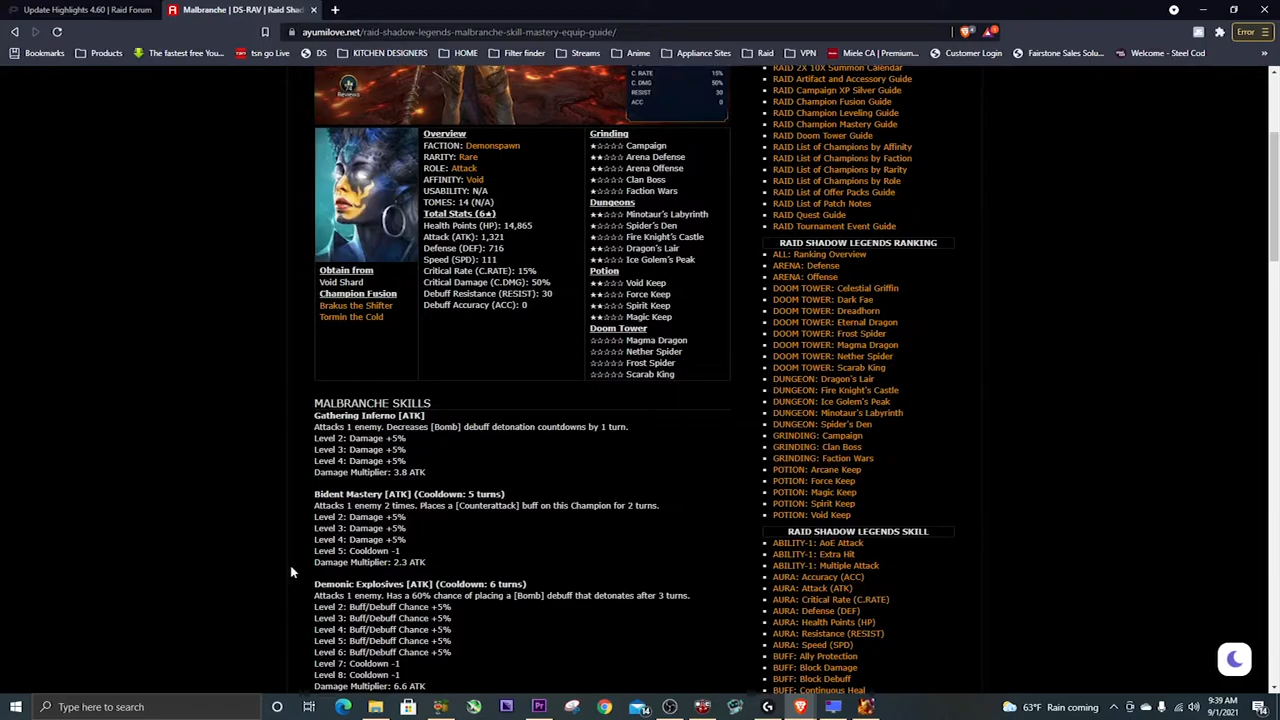 Update Highlights 4.60 | Raid Forum
Malbranche | DS-RAV | Raid Shad
ayumilove.net/raid-shadow-legends-malbranche-skill-mastery-equip-guide/
Error
Bookmarks
Products
The fastest free You...
tsn go Live
DS
KITCHEN DESIGNERS
HOME
Filter finder
Streams
Anime
Appliance Sites
Raid
VPN
Miele CA | Premium...
Customer Login
Fairstone Sales Solu...
Welcome - Steel Cod
Reviews
C. RATE 15%
C. DMG 50%
RESIST 30
ACC 0
Overview
FACTION: Demonspawn
RARITY: Rare
ROLE: Attack
AFFINITY: Void
USABILITY: N/A
TOMES: 14 (N/A)
Total Stats (6★)
Health Points (HP): 14,865
Attack (ATK): 1,321
Defense (DEF): 716
Speed (SPD): 111
Critical Rate (C.RATE): 15%
Critical Damage (C.DMG): 50%
Debuff Resistance (RESIST): 30
Debuff Accuracy (ACC): 0
Obtain from
Void Shard
Champion Fusion
Brakus the Shifter
Tormin the Cold
Grinding
★☆☆☆☆ Campaign
★★☆☆☆ Arena Defense
★★☆☆☆ Arena Offense
★☆☆☆☆ Clan Boss
★★☆☆☆ Faction Wars
Dungeons
★★☆☆☆ Minotaur's Labyrinth
★☆☆☆☆ Spider's Den
★☆☆☆☆ Fire Knight's Castle
★★☆☆☆ Dragon's Lair
★☆☆☆☆ Ice Golem's Peak
Potion
★★☆☆☆ Void Keep
★★☆☆☆ Force Keep
★★☆☆☆ Spirit Keep
★★☆☆☆ Magic Keep
Doom Tower
☆☆☆☆☆ Magma Dragon
☆☆☆☆☆ Nether Spider
☆☆☆☆☆ Frost Spider
☆☆☆☆☆ Scarab King
MALBRANCHE SKILLS
Gathering Inferno [ATK]
Attacks 1 enemy. Decreases [Bomb] debuff detonation countdowns by 1 turn.
Level 2: Damage +5%
Level 3: Damage +5%
Level 4: Damage +5%
Damage Multiplier: 3.8 ATK
Bident Mastery [ATK] (Cooldown: 5 turns)
Attacks 1 enemy 2 times. Places a [Counterattack] buff on this Champion for 2 turns.
Level 2: Damage +5%
Level 3: Damage +5%
Level 4: Damage +5%
Level 5: Cooldown -1
Damage Multiplier: 2.3 ATK
Demonic Explosives [ATK] (Cooldown: 6 turns)
Attacks 1 enemy. Has a 60% chance of placing a [Bomb] debuff that detonates after 3 turns.
Level 2: Buff/Debuff Chance +5%
Level 3: Buff/Debuff Chance +5%
Level 4: Buff/Debuff Chance +5%
Level 5: Buff/Debuff Chance +5%
Level 6: Buff/Debuff Chance +5%
Level 7: Cooldown -1
Level 8: Cooldown -1
Damage Multiplier: 6.6 ATK
RAID 2X 10X Summon Calendar
RAID Artifact and Accessory Guide
RAID Campaign XP Silver Guide
RAID Champion Fusion Guide
RAID Champion Leveling Guide
RAID Champion Mastery Guide
RAID Doom Tower Guide
RAID List of Champions by Affinity
RAID List of Champions by Faction
RAID List of Champions by Rarity
RAID List of Champions by Role
RAID List of Offer Packs Guide
RAID List of Patch Notes
RAID Quest Guide
RAID Tournament Event Guide
RAID SHADOW LEGENDS RANKING
ALL: Ranking Overview
ARENA: Defense
ARENA: Offense
DOOM TOWER: Celestial Griffin
DOOM TOWER: Dark Fae
DOOM TOWER: Dreadhorn
DOOM TOWER: Eternal Dragon
DOOM TOWER: Frost Spider
DOOM TOWER: Magma Dragon
DOOM TOWER: Nether Spider
DOOM TOWER: Scarab King
DUNGEON: Dragon's Lair
DUNGEON: Fire Knight's Castle
DUNGEON: Ice Golem's Peak
DUNGEON: Minotaur's Labyrinth
DUNGEON: Spider's Den
GRINDING: Campaign
GRINDING: Clan Boss
GRINDING: Faction Wars
POTION: Arcane Keep
POTION: Force Keep
POTION: Magic Keep
POTION: Spirit Keep
POTION: Void Keep
RAID SHADOW LEGENDS SKILL
ABILITY-1: AoE Attack
ABILITY-1: Extra Hit
ABILITY-1: Multiple Attack
AURA: Accuracy (ACC)
AURA: Attack (ATK)
AURA: Critical Rate (C.RATE)
AURA: Defense (DEF)
AURA: Health Points (HP)
AURA: Resistance (RESIST)
AURA: Speed (SPD)
BUFF: Ally Protection
BUFF: Block Damage
BUFF: Block Debuff
BUFF: Continuous Heal
Type here to search
63°F Rain coming
9:39 AM
9/1/2021